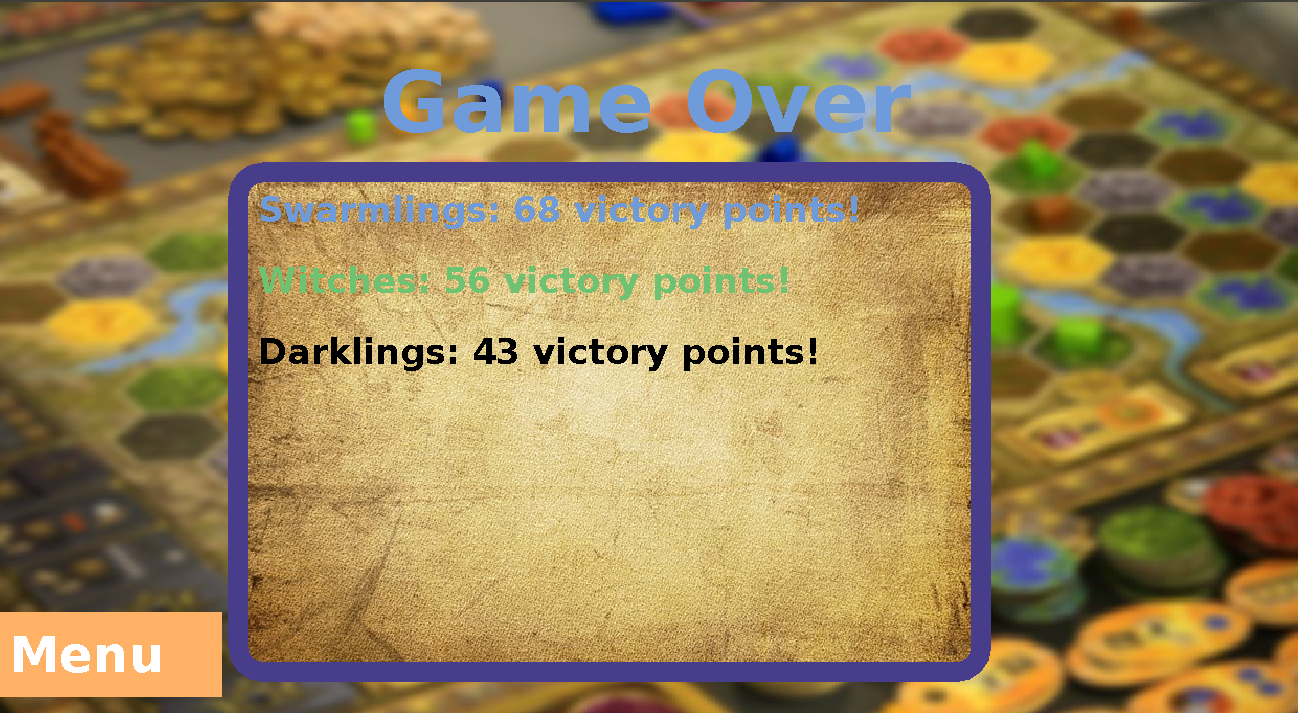 Game Over
Swarmlings: 68 victory points!
Witches: 56 victory points!
Darklings: 43 victory points!
Menu